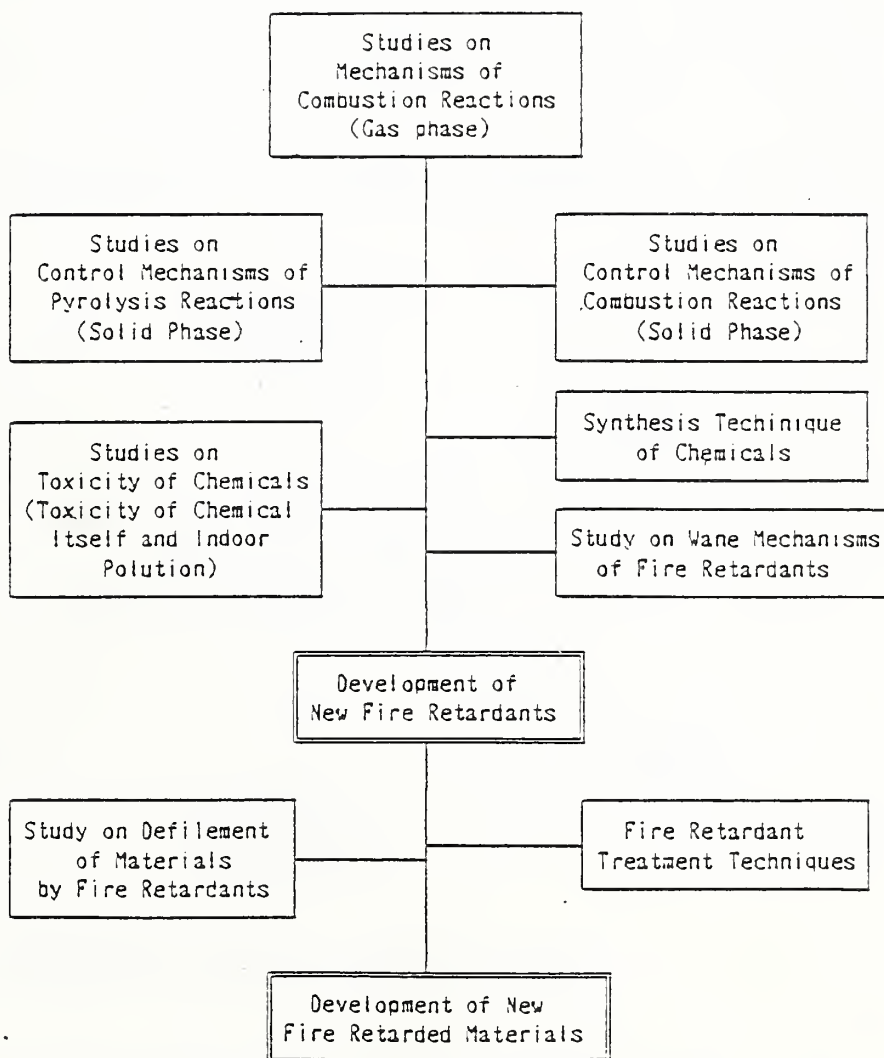 Studies on
Mechanisms of
Combustion Reactions
(Gas phase)
Studies on
Control Mechanisms of
Pyrolysis Reactions
(Solid Phase)
Studies on
Control Mechanisms of
Combustion Reactions
(Solid Phase)
Synthesis Techinique
of Chemicals
Studies on
Toxicity of Chemicals
(Toxicity of Chemical
Itself and Indoor
Polution)
Study on Wane Mechanisms
of Fire Retardants
Development of
New Fire Retardants
Study on Defilement
of Materials
by Fire Retardants
Fire Retardant
Treatment Techniques
Development of New
Fire Retarded Materials